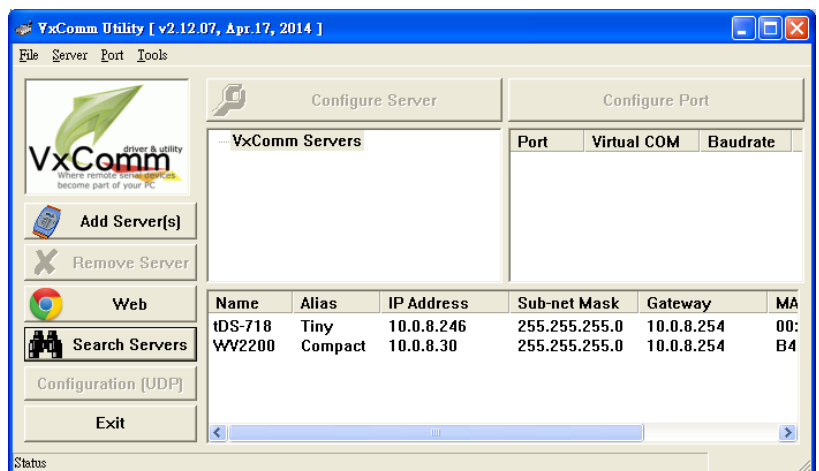 VxComm Utility [ v2.12.07, Apr.17, 2014 ]
File Server Port Tools
driver & utility
VxComm
Where remote serial devices
become part of your PC
Add Server(s)
Remove Server
Web
Search Servers
Configuration (UDP)
Exit
Configure Server
Configure Port
VxComm Servers
Port Virtual COM Baudrate
Name Alias IP Address Sub-net Mask Gateway MA
tDS-718 Tiny 10.0.8.246 255.255.255.0 10.0.8.254 00:
WV2200 Compact 10.0.8.30 255.255.255.0 10.0.8.254 B4
Status